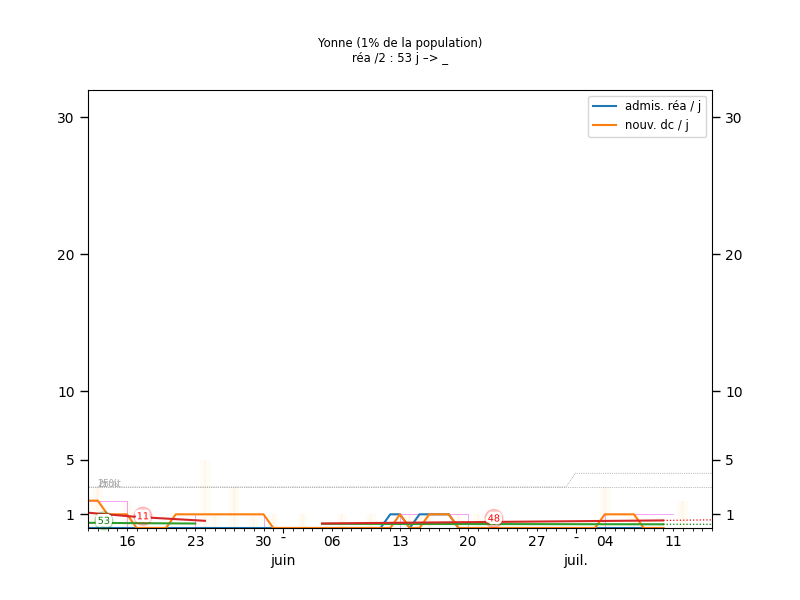 Yonne (1% de la population)
réa /2 : 53 j –> _
admis. réa / j
nouv. dc / j
30 30
20 20
10 10
5 5
1 1
53 11 48
16 23 30 - 06 13 20 27 - 04 11
juin juil.